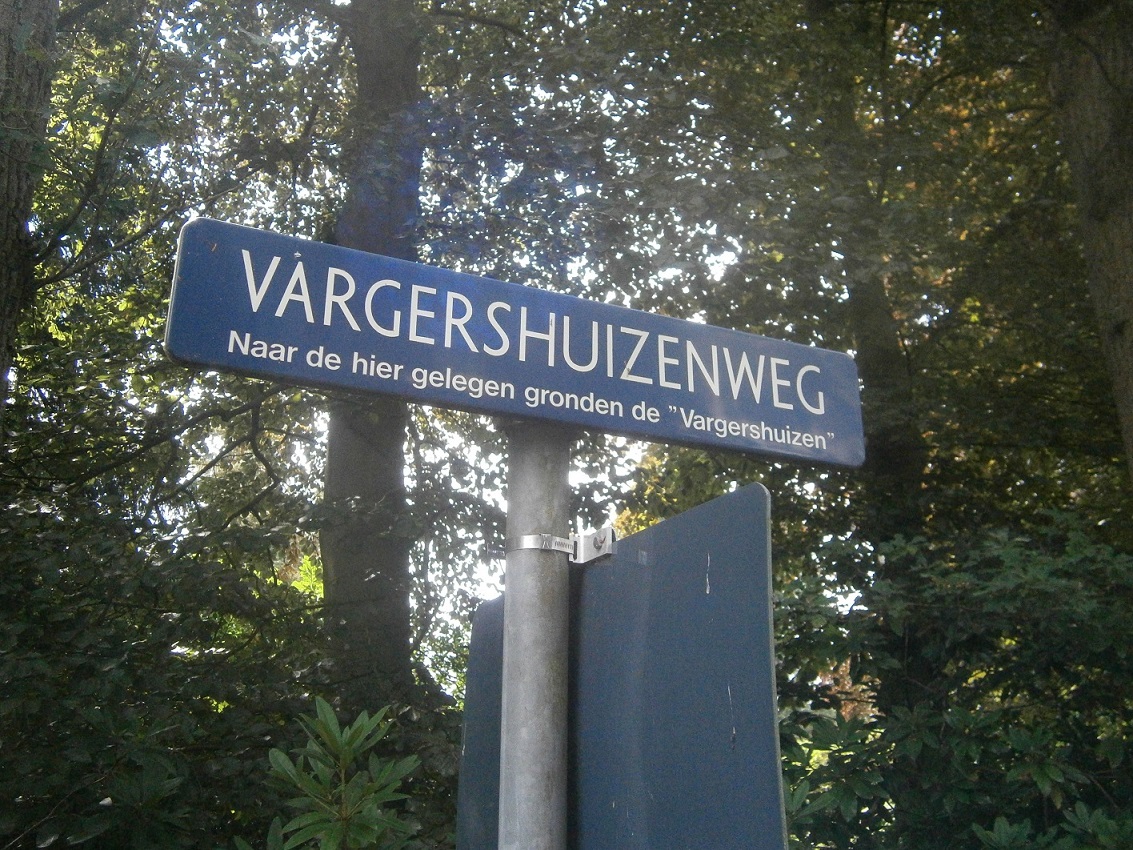 VARGERSHUIZENWEG
Naar de hier gelegen gronden de "Vargershuizen"